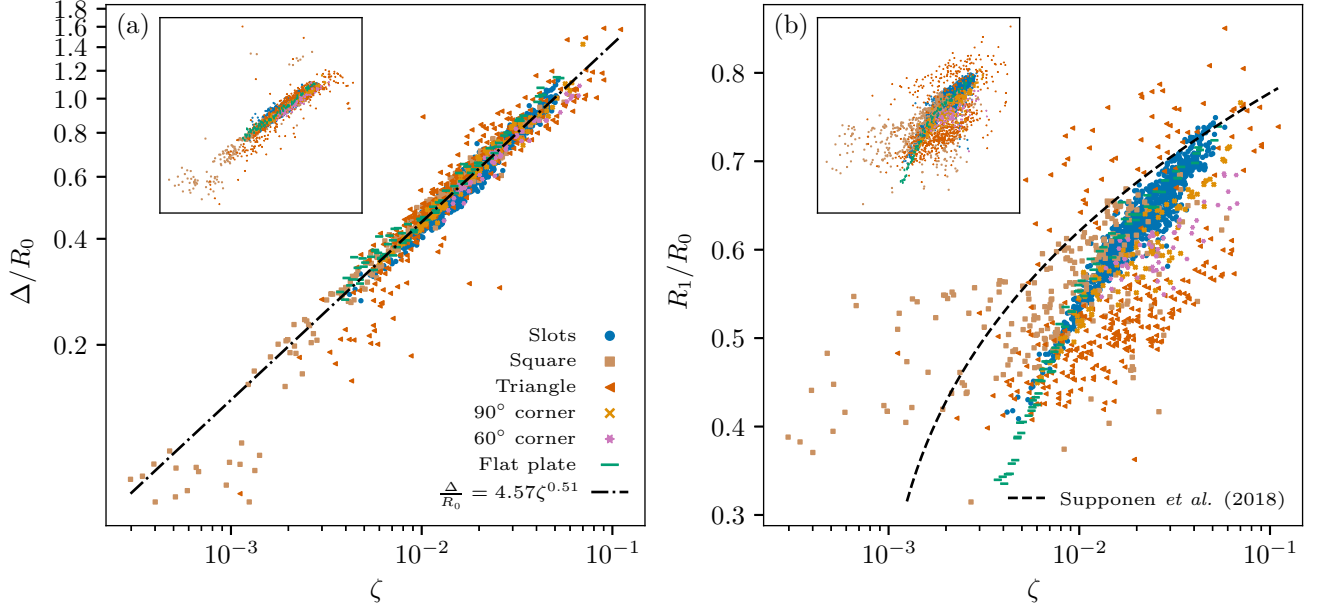 (a)
1.8
1.6
1.4
1.2
1.0
0.8
0.6
0.4
0.2
Δ/R₀
Slots
Square
Triangle
90° corner
60° corner
Flat plate
Δ/R₀ = 4.57ζ^0.51
10⁻³ 10⁻² 10⁻¹
ζ
(b)
0.8
0.7
0.6
0.5
0.4
0.3
R₁/R₀
Supponen et al. (2018)
10⁻³ 10⁻² 10⁻¹
ζ